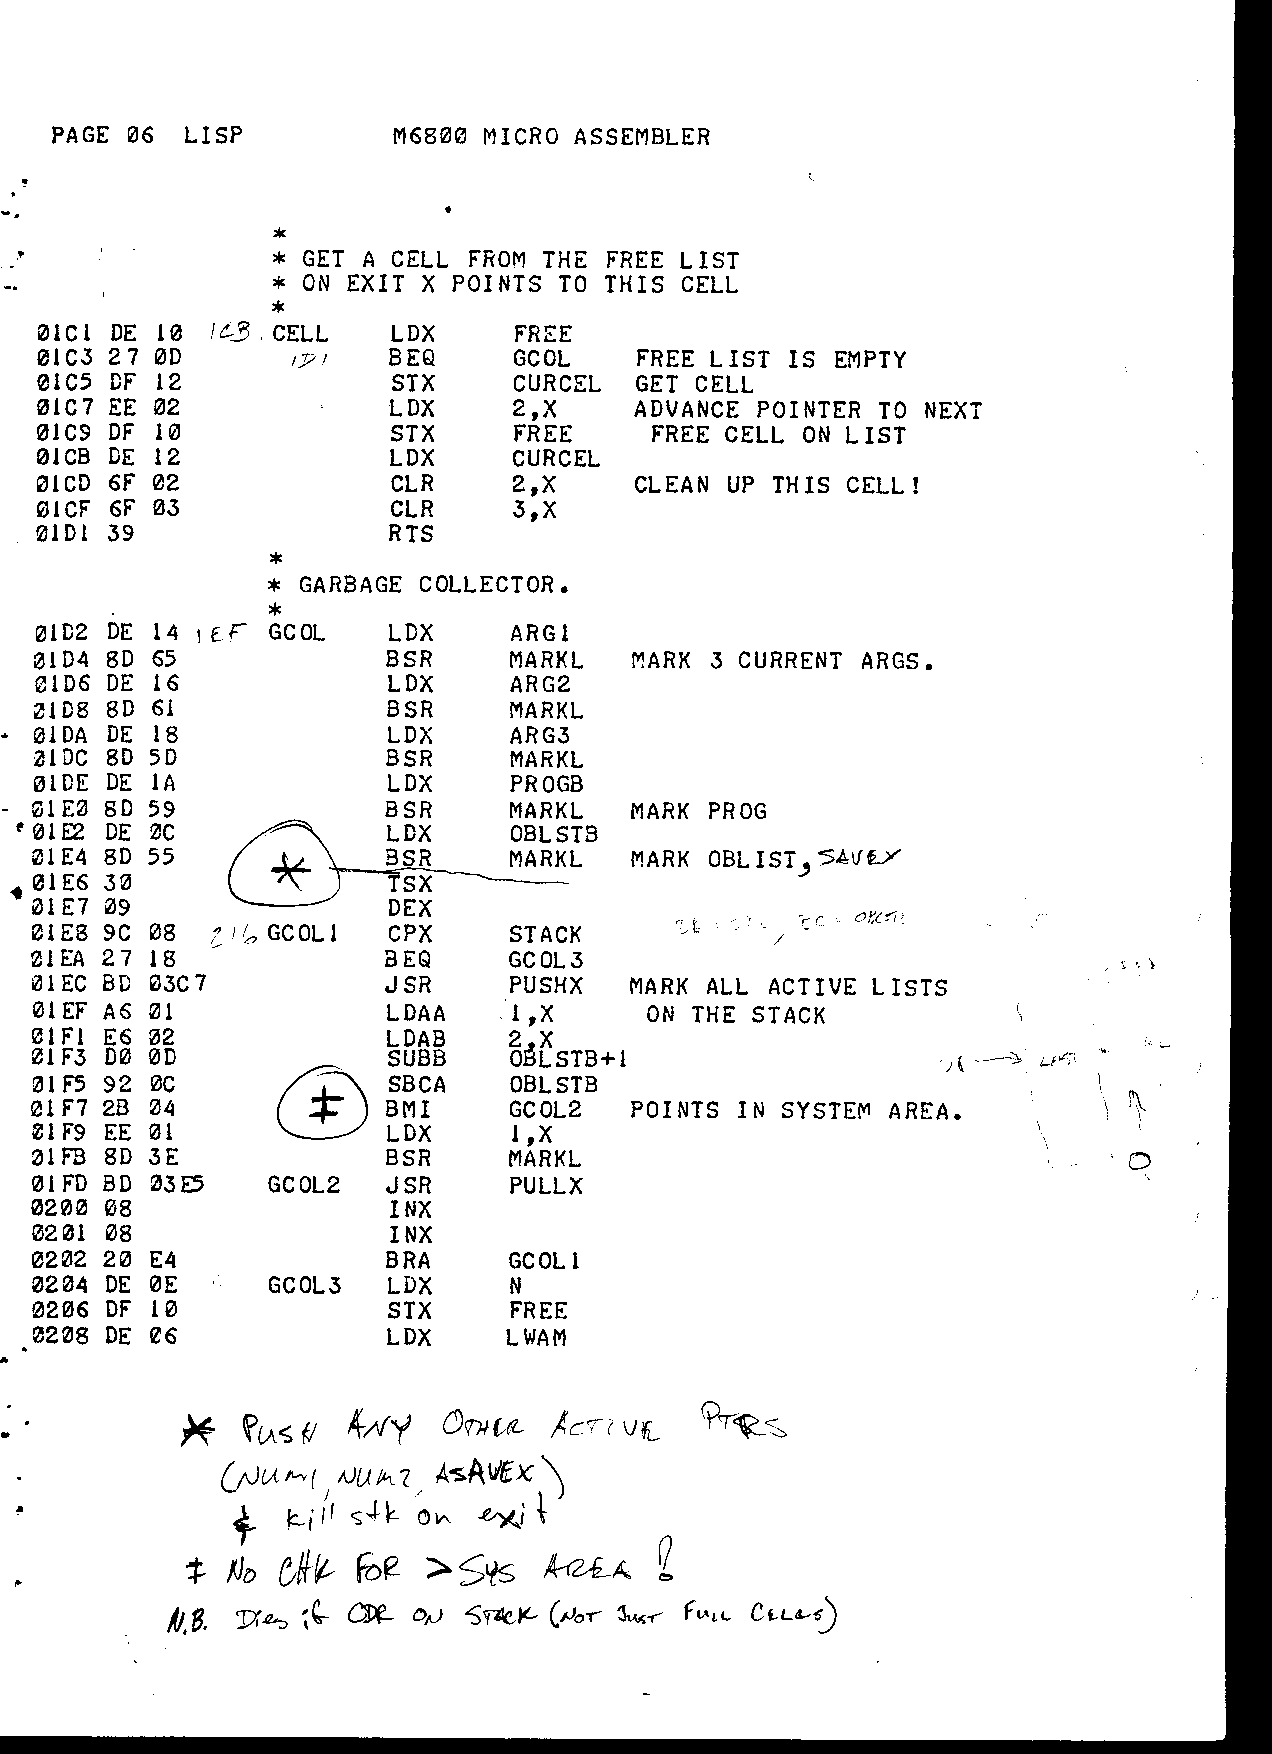 PAGE 06 LISP M6800 MICRO ASSEMBLER
*
* GET A CELL FROM THE FREE LIST
* ON EXIT X POINTS TO THIS CELL
*
01C1 DE 10 1CB CELL LDX FREE
01C3 27 0D 1D1 BEQ GCOL FREE LIST IS EMPTY
01C5 DF 12 STX CURCEL GET CELL
01C7 EE 02 LDX 2,X ADVANCE POINTER TO NEXT
01C9 DF 10 STX FREE FREE CELL ON LIST
01CB DE 12 LDX CURCEL
01CD 6F 02 CLR 2,X CLEAN UP THIS CELL!
01CF 6F 03 CLR 3,X
01D1 39 RTS
*
* GARBAGE COLLECTOR.
*
01D2 DE 14 1EF GCOL LDX ARG1
01D4 8D 65 BSR MARKL MARK 3 CURRENT ARGS.
01D6 DE 16 LDX ARG2
01D8 8D 61 BSR MARKL
01DA DE 18 LDX ARG3
01DC 8D 5D BSR MARKL
01DE DE 1A LDX PROGB
01E0 8D 59 BSR MARKL MARK PROG
01E2 DE 0C LDX OBLSTB
01E4 8D 55 * BSR MARKL MARK OBLIST, SAVEX
01E6 30 TSX
01E7 09 DEX
01E8 9C 08 216 GCOL1 CPX STACK
01EA 27 18 BEQ GCOL3
01EC BD 03C7 JSR PUSHX MARK ALL ACTIVE LISTS
01EF A6 01 LDAA 1,X ON THE STACK
01F1 E6 02 LDAB 2,X
01F3 D0 0D SUBB OBLSTB+1
01F5 92 0C SBCA OBLSTB
01F7 2B 04 ‡ BMI GCOL2 POINTS IN SYSTEM AREA.
01F9 EE 01 LDX 1,X
01FB 8D 3E BSR MARKL
01FD BD 03E5 GCOL2 JSR PULLX
0200 08 INX
0201 08 INX
0202 20 E4 BRA GCOL1
0204 DE 0E GCOL3 LDX N
0206 DF 10 STX FREE
0208 DE 06 LDX LWAM
* PUSH ANY OTHER ACTIVE PTRS
(NUM1, NUM2, ASAVEX)
& kill stk on exit
‡ NO CHK FOR > SYS AREA!
N.B. Dies if CDR ON STACK (NOT JUST FULL CELLS)